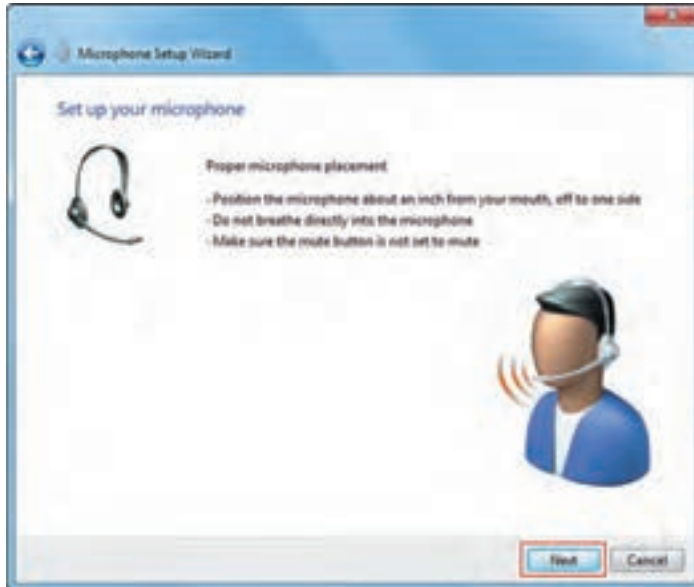 Microphone Setup Wizard
Set up your microphone
Proper microphone placement
-Position the microphone about an inch from your mouth, off to one side
-Do not breathe directly into the microphone
-Make sure the mute button is not set to mute
Next Cancel